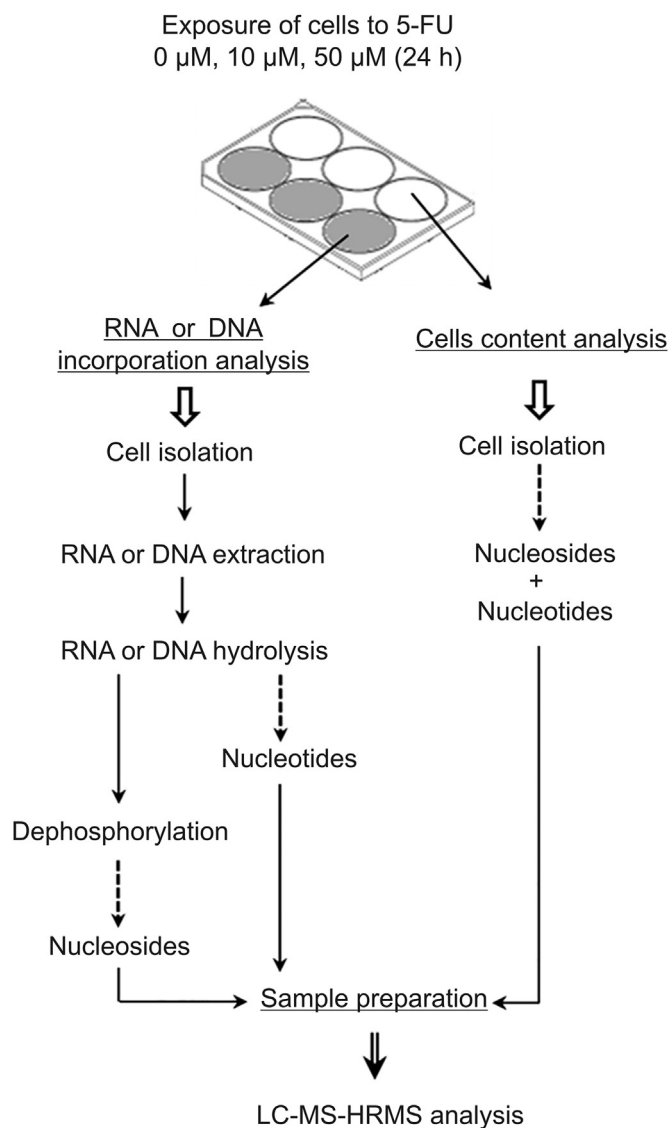 Exposure of cells to 5-FU
0 µM, 10 µM, 50 µM (24 h)
RNA or DNA
incorporation analysis
Cells content analysis
Cell isolation
Cell isolation
RNA or DNA extraction
Nucleosides
+
Nucleotides
RNA or DNA hydrolysis
Nucleotides
Dephosphorylation
Nucleosides
Sample preparation
LC-MS-HRMS analysis